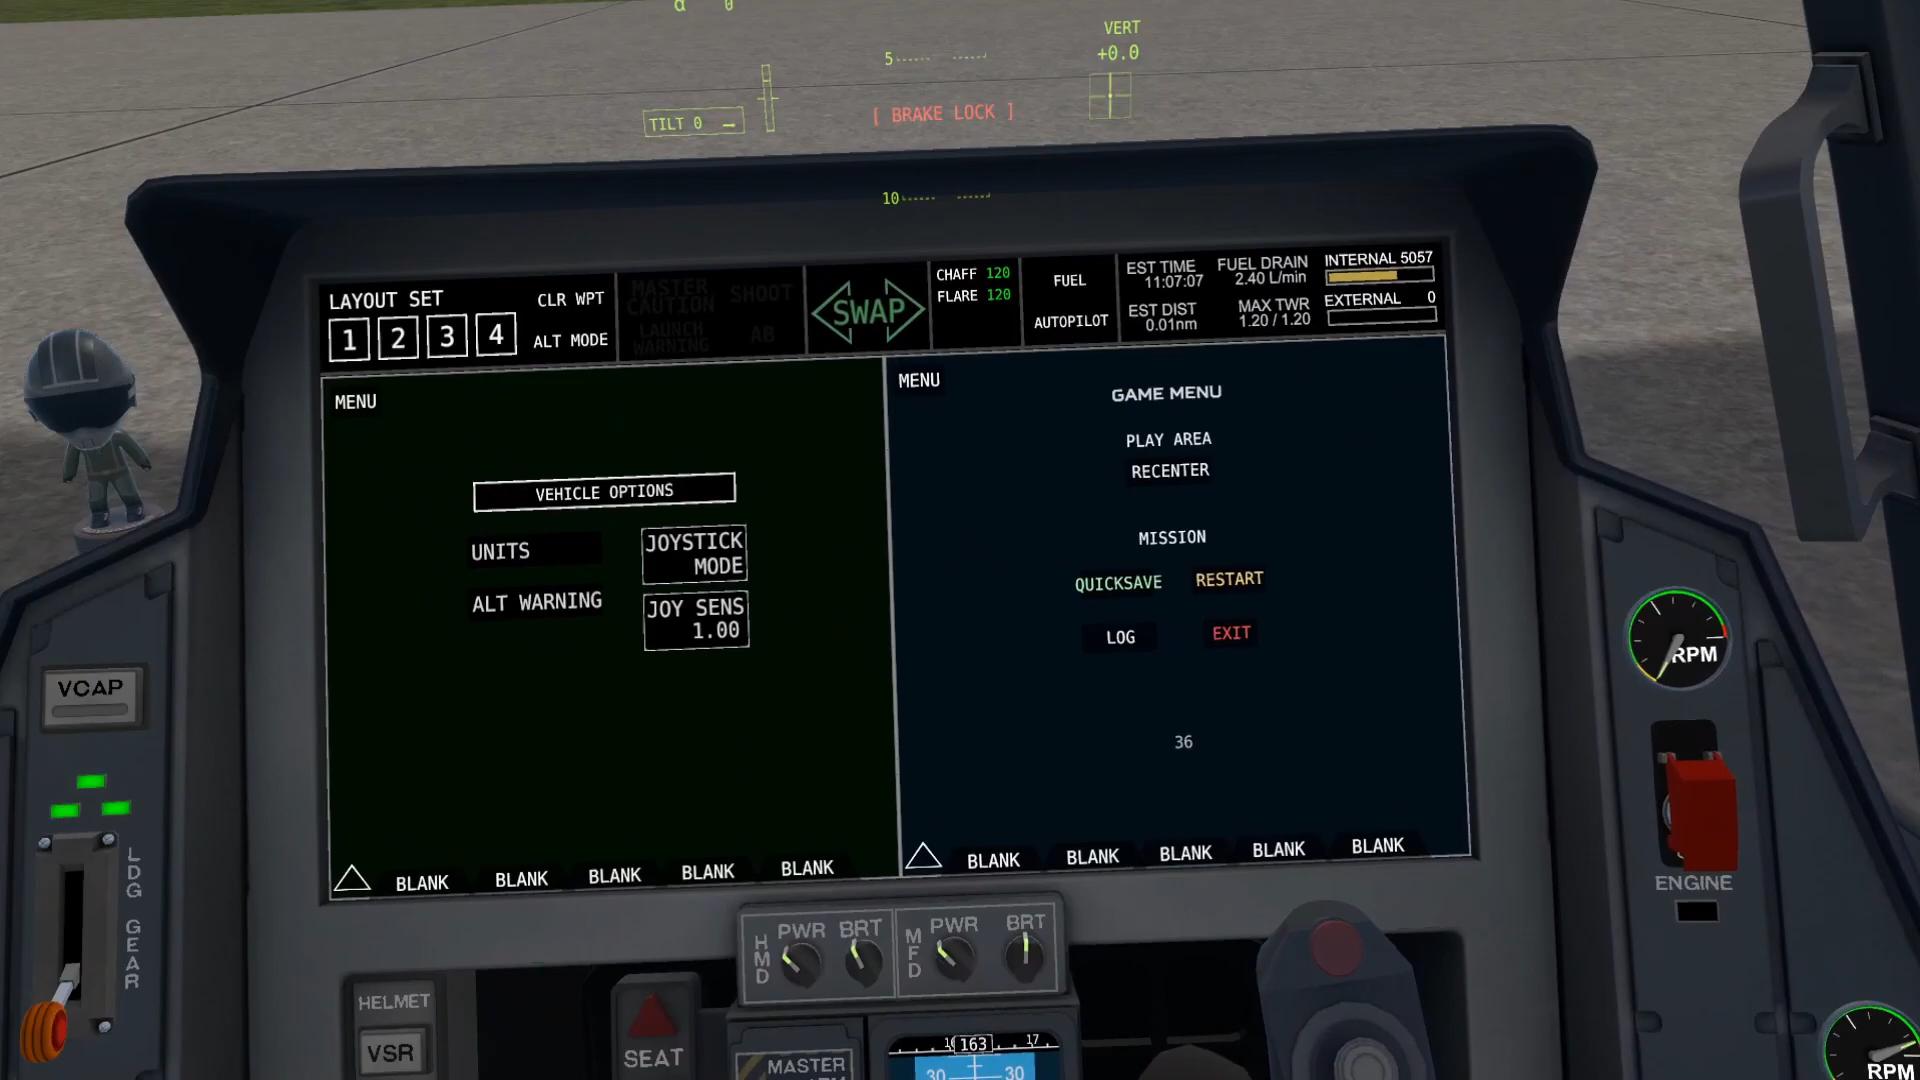 α 0
VERT
+0.0
5
TILT 0
[ BRAKE LOCK ]
10
LAYOUT SET
1 2 3 4
CLR WPT
ALT MODE
MASTER
CAUTION
SHOOT
LAUNCH
WARNING
AB
SWAP
CHAFF 120
FLARE 120
FUEL
AUTOPILOT
EST TIME
11:07:07
EST DIST
0.01nm
FUEL DRAIN
2.40 L/min
MAX TWR
1.20 / 1.20
INTERNAL 5057
EXTERNAL 0
MENU
VEHICLE OPTIONS
UNITS
ALT WARNING
JOYSTICK
MODE
JOY SENS
1.00
BLANK BLANK BLANK BLANK BLANK
MENU
GAME MENU
PLAY AREA
RECENTER
MISSION
QUICKSAVE RESTART
LOG EXIT
36
BLANK BLANK BLANK BLANK BLANK
VCAP
LDG GEAR
RPM
ENGINE
HMD
PWR BRT
MFD
PWR BRT
HELMET
VSR
SEAT
MASTER
163 17
30 30
RPM